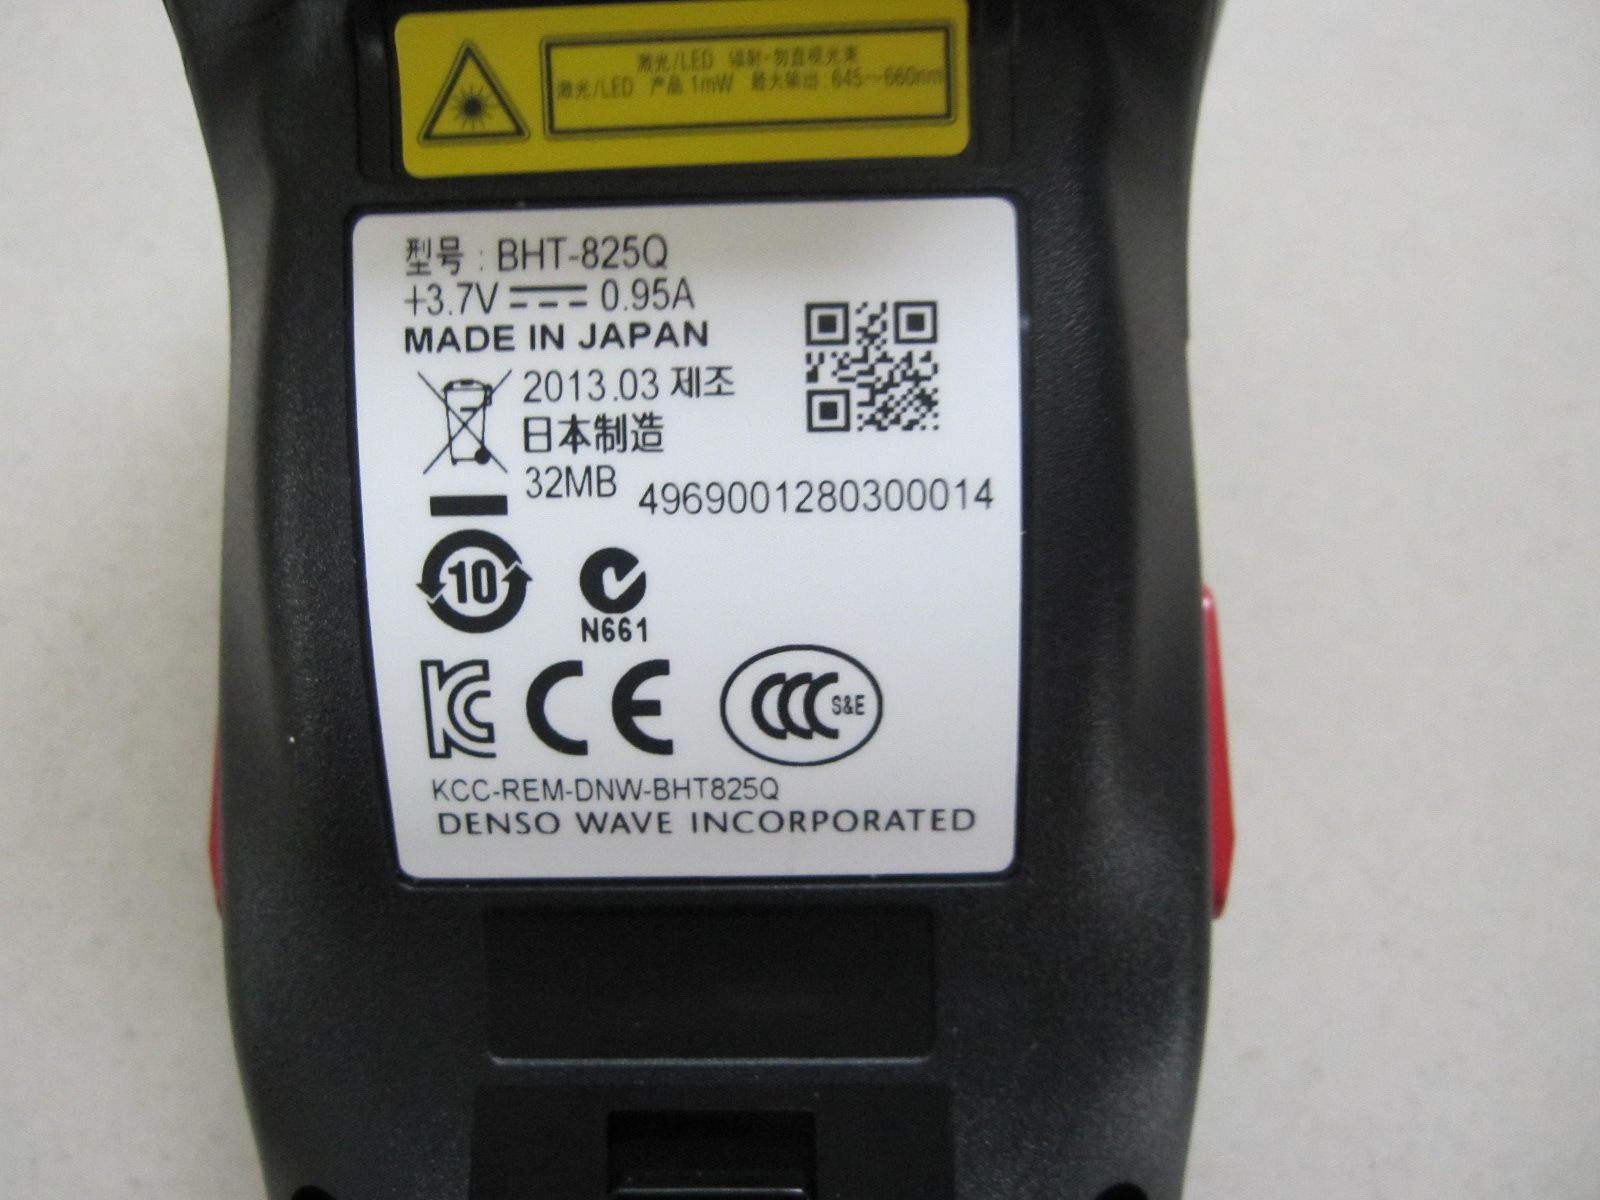 激光/LED 辐射·勿直视光束
激光/LED 产品 1mW 最大输出：645～660nm
型号：BHT-825Q
+3.7V 0.95A
MADE IN JAPAN
2013.03 제조
日本制造
32MB
4969001280300014
10
N661
KC CE CCC S&E
KCC-REM-DNW-BHT825Q
DENSO WAVE INCORPORATED